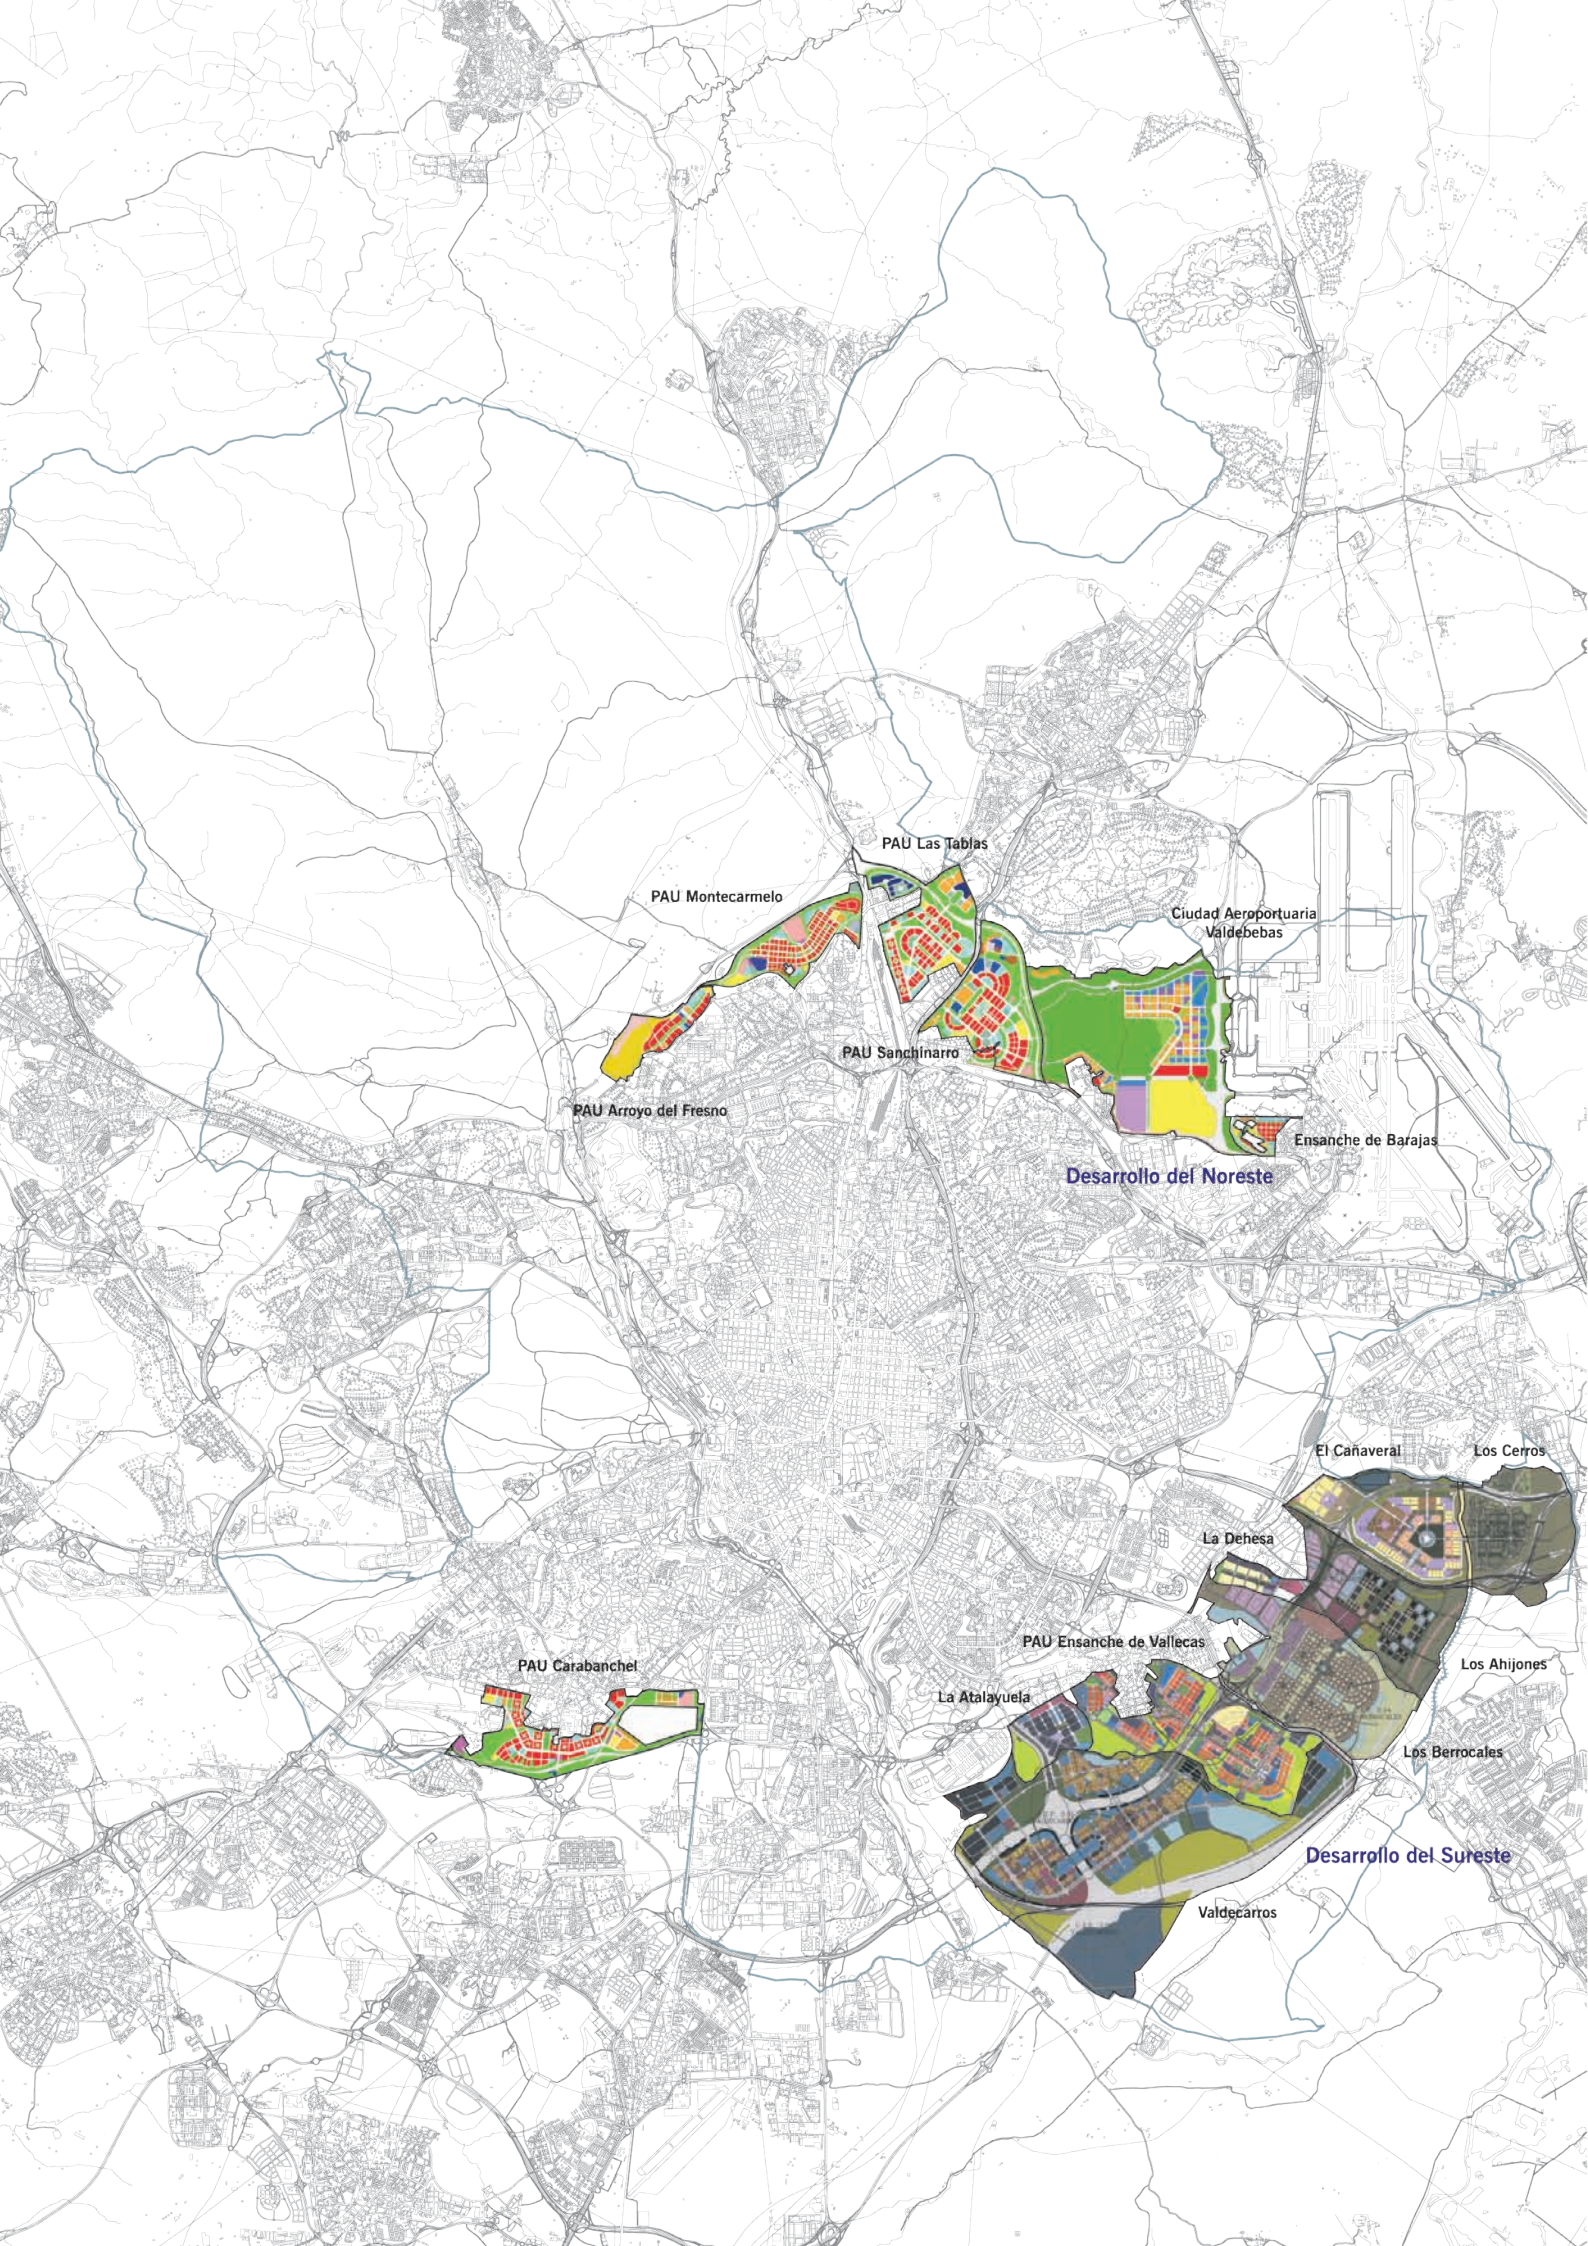 PAU Las Tablas
PAU Montecarmelo
Ciudad Aeroportuaria
Valdebebas
PAU Sanchinarro
PAU Arroyo del Fresno
Ensanche de Barajas
Desarrollo del Noreste
El Cañaveral
Los Cerros
La Dehesa
PAU Ensanche de Vallecas
PAU Carabanchel
Los Ahijones
La Atalayuela
Los Berrocales
Desarrollo del Sureste
Valdecarros